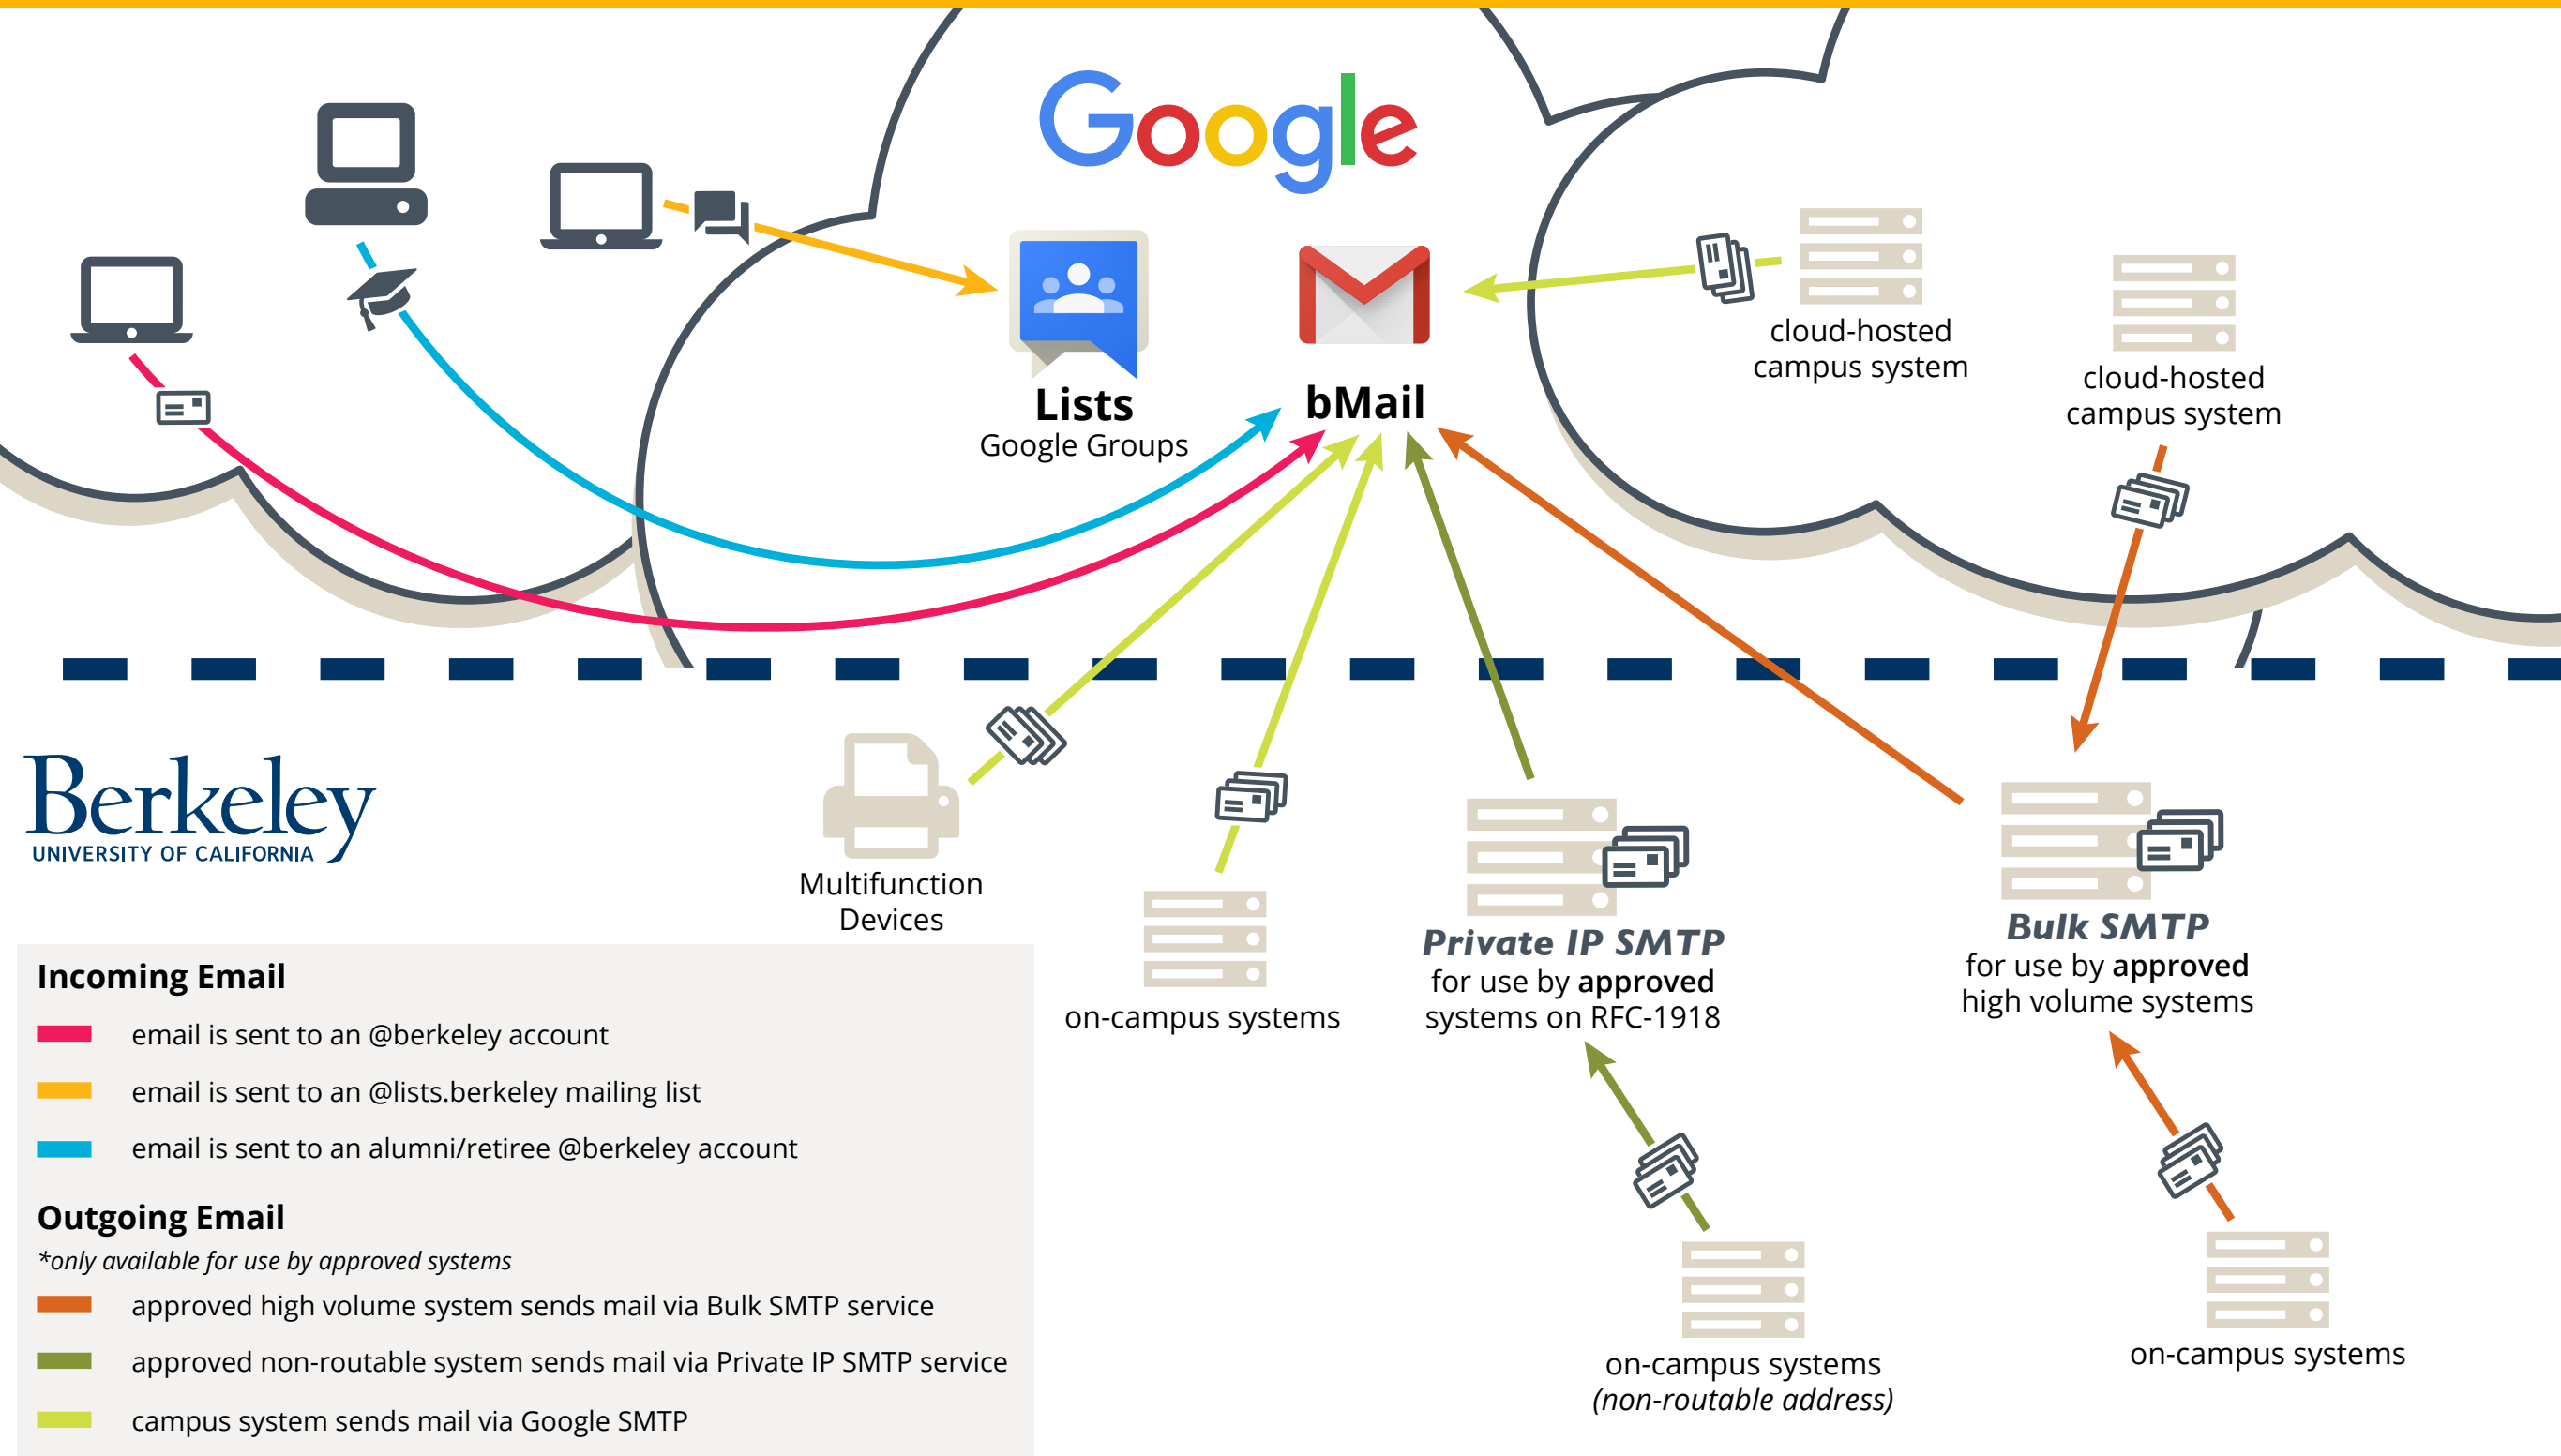 Google
Lists
Google Groups
bMail
cloud-hosted
campus system
cloud-hosted
campus system
Berkeley
UNIVERSITY OF CALIFORNIA
Multifunction
Devices
on-campus systems
Private IP SMTP
for use by approved
systems on RFC-1918
Bulk SMTP
for use by approved
high volume systems
on-campus systems
(non-routable address)
on-campus systems
Incoming Email
email is sent to an @berkeley account
email is sent to an @lists.berkeley mailing list
email is sent to an alumni/retiree @berkeley account
Outgoing Email
*only available for use by approved systems
approved high volume system sends mail via Bulk SMTP service
approved non-routable system sends mail via Private IP SMTP service
campus system sends mail via Google SMTP